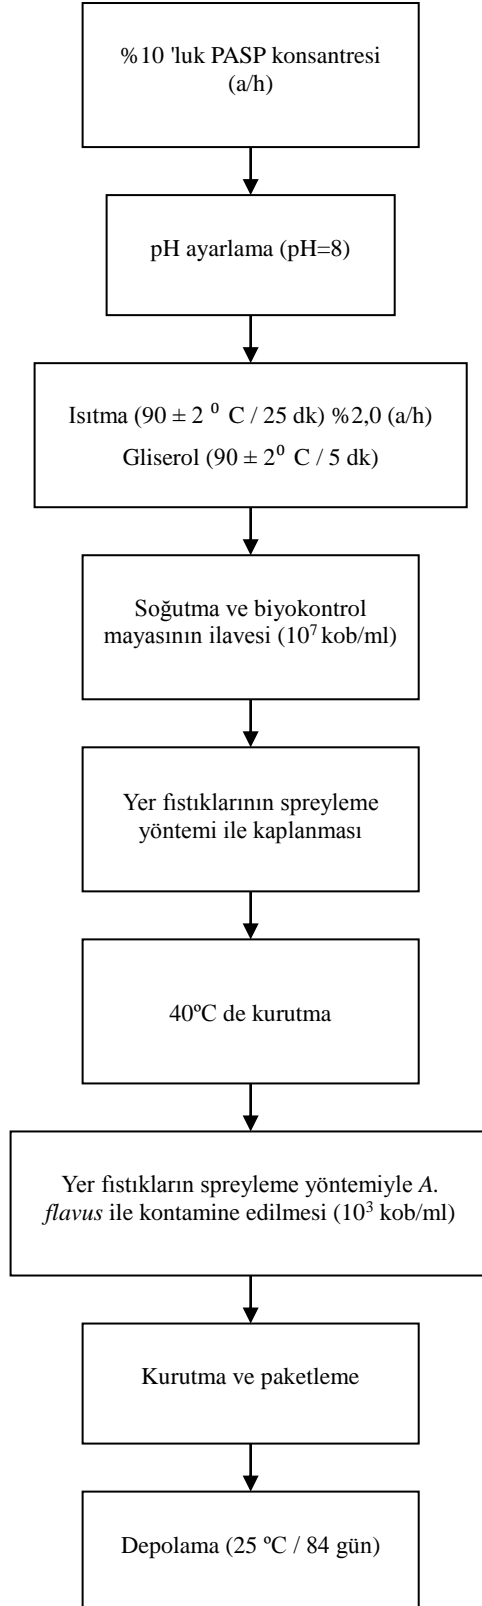 %10 'luk PASP konsantresi
(a/h)
pH ayarlama (pH=8)
Isıtma (90 ± 2 ⁰ C / 25 dk) %2,0 (a/h)
Gliserol (90 ± 2⁰ C / 5 dk)
Soğutma ve biyokontrol
mayasının ilavesi (10⁷ kob/ml)
Yer fıstıklarının spreyleme
yöntemi ile kaplanması
40ºC de kurutma
Yer fıstıkların spreyleme yöntemiyle A.
flavus ile kontamine edilmesi (10³ kob/ml)
Kurutma ve paketleme
Depolama (25 ºC / 84 gün)